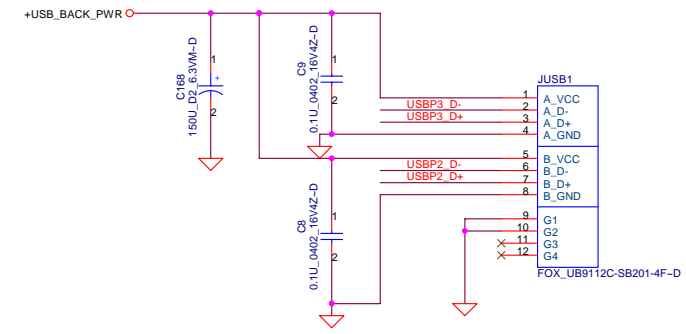 +USB_BACK_PWR
1
C168
150U_D2_6.3VM~D
+
2
1
C9
0.1U_0402_16V4Z~D
2
JUSB1
1 A_VCC
USBP3_D- 2 A_D-
USBP3_D+ 3 A_D+
4 A_GND
5 B_VCC
USBP2_D- 6 B_D-
USBP2_D+ 7 B_D+
8 B_GND
1
C8
0.1U_0402_16V4Z~D
2
9 G1
10 G2
11 G3
12 G4
FOX_UB9112C-SB201-4F~D